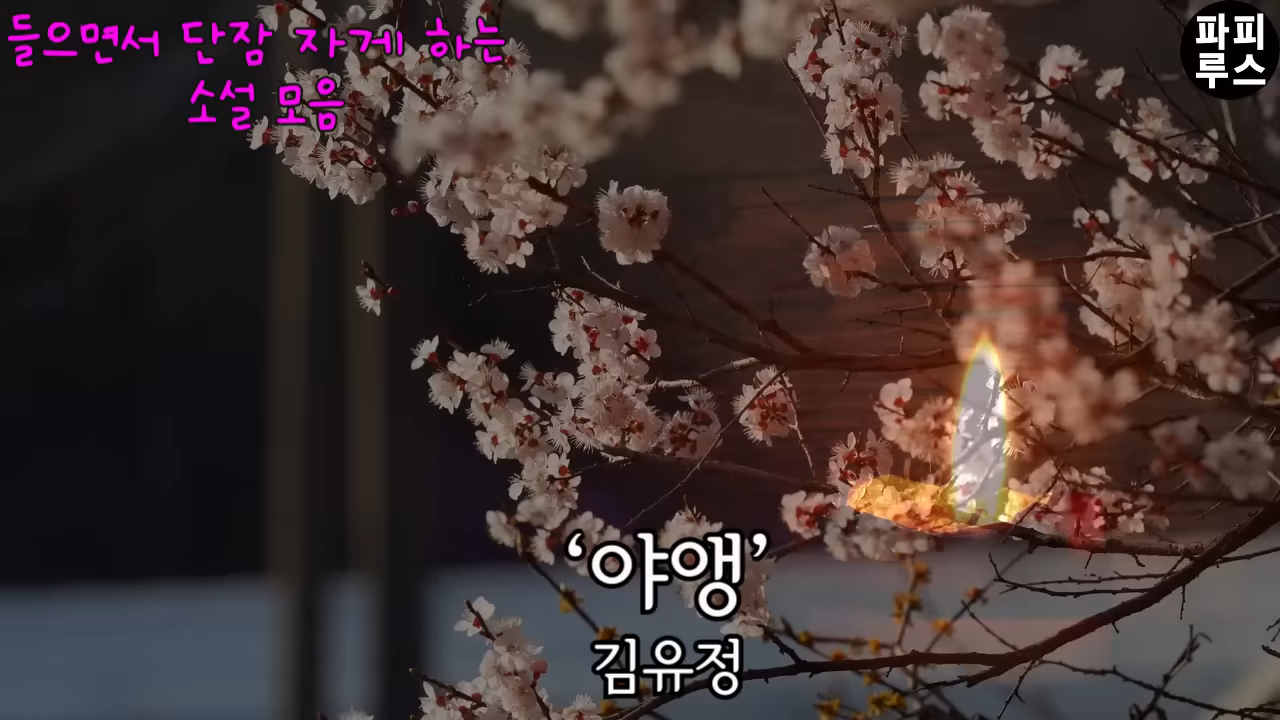 들으면서 단잠 자게 하는
소설 모음
파피
루스
‘야앵’
김유정